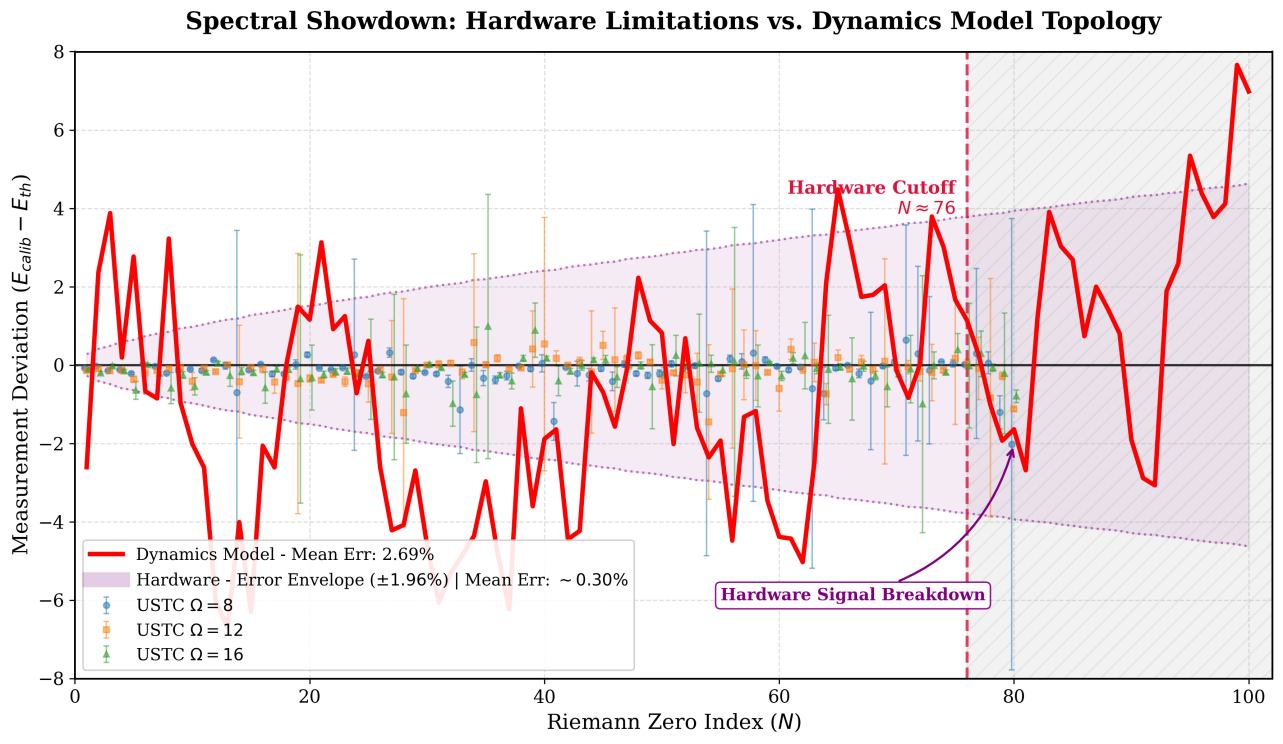 Spectral Showdown: Hardware Limitations vs. Dynamics Model Topology
Measurement Deviation (E_calib − E_th)
8
6
4
2
0
−2
−4
−6
−8
Hardware Cutoff
N ≈ 76
Hardware Signal Breakdown
Dynamics Model - Mean Err: 2.69%
Hardware - Error Envelope (±1.96%) | Mean Err: ~0.30%
USTC Ω = 8
USTC Ω = 12
USTC Ω = 16
0 20 40 60 80 100
Riemann Zero Index (N)